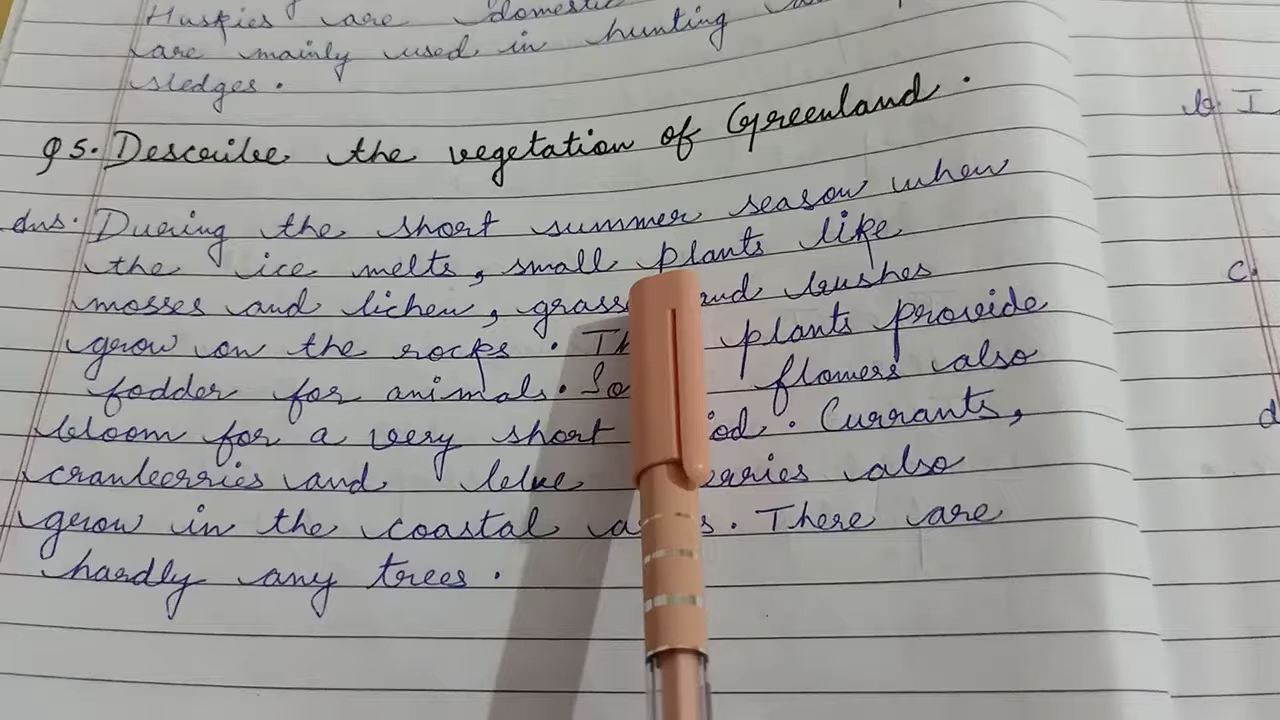 Huskies are domestic
are mainly used in hunting
sledges.
Q5. Describe the vegetation of Greenland.
Ans. During the short summer season when
the ice melts, small plants like
mosses and lichen, grass and bushes
grow on the rocks. plants provide
fodder for animals. flowers also
bloom for a very short Currants,
cranberries and blue also
grow in the coastal There are
hardly any trees.
b. I
c.
d